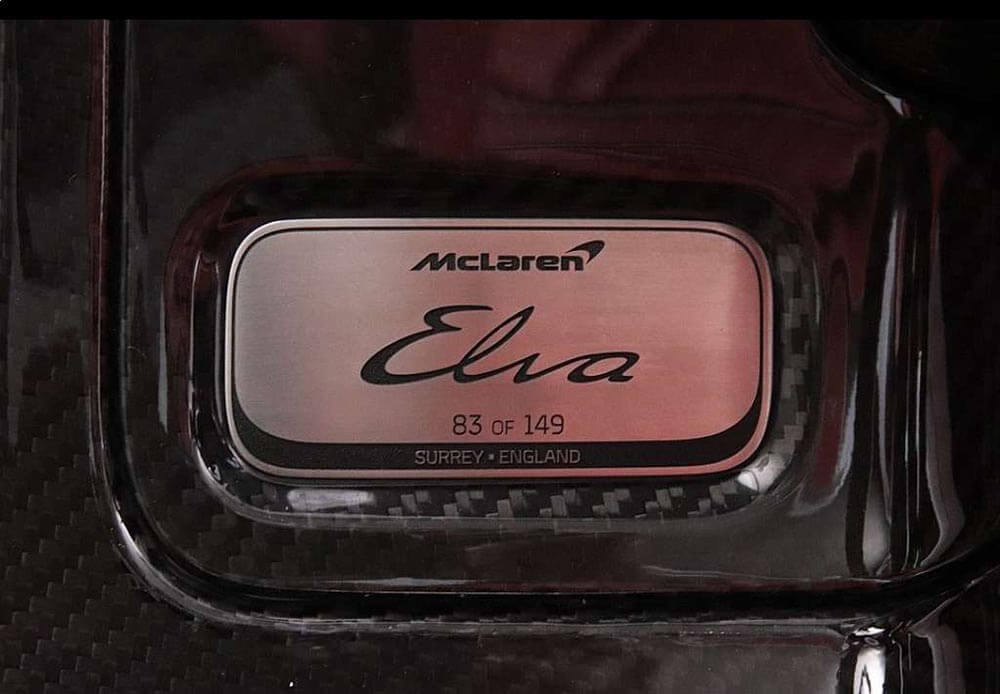 McLaren
Elva
83 OF 149
SURREY ▪ ENGLAND